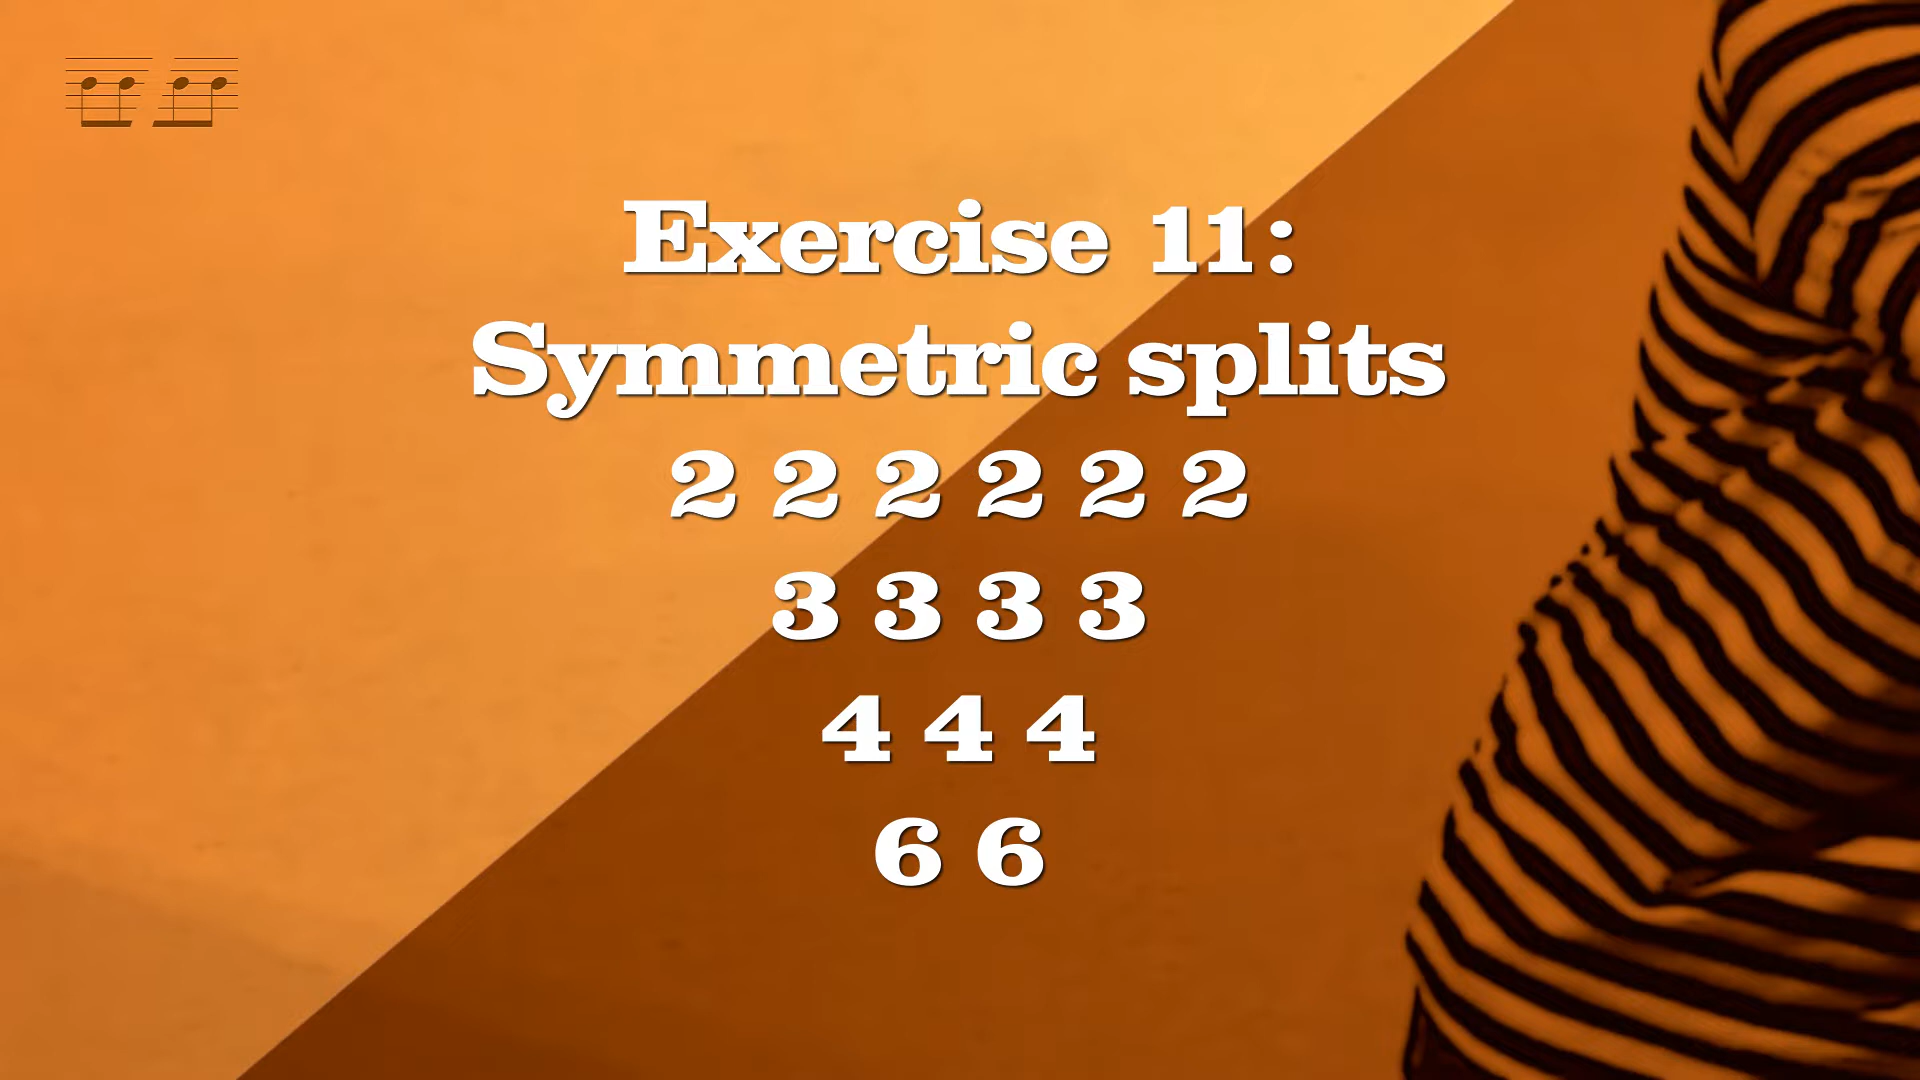 Exercise 11:
Symmetric splits
2 2 2 2 2 2
3 3 3 3
4 4 4
6 6